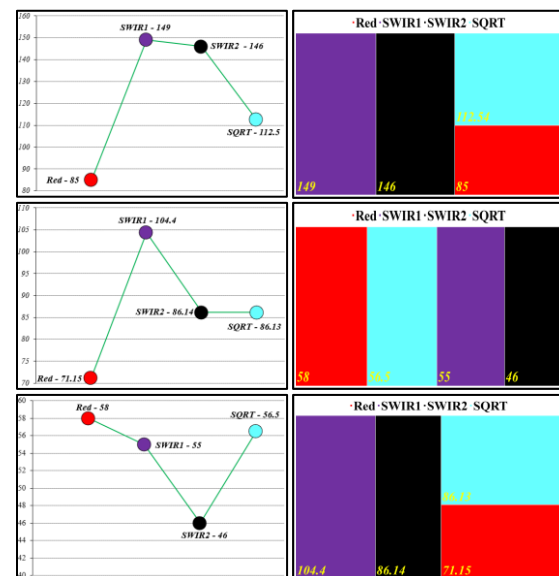 160
150
140
130
120
110
100
90
80
SWIR1 - 149
SWIR2 - 146
SQRT - 112.5
Red - 85
·Red ·SWIR1 ·SWIR2 SQRT
112.54
149
146
85
110
105
100
95
90
85
80
75
70
SWIR1 - 104.4
SWIR2 - 86.14
SQRT - 86.13
Red - 71.15
·Red ·SWIR1 ·SWIR2 SQRT
58
56.5
55
46
60
58
56
54
52
50
48
46
44
42
40
Red - 58
SQRT - 56.5
SWIR1 - 55
SWIR2 - 46
·Red ·SWIR1 ·SWIR2 SQRT
86.13
104.4
86.14
71.15